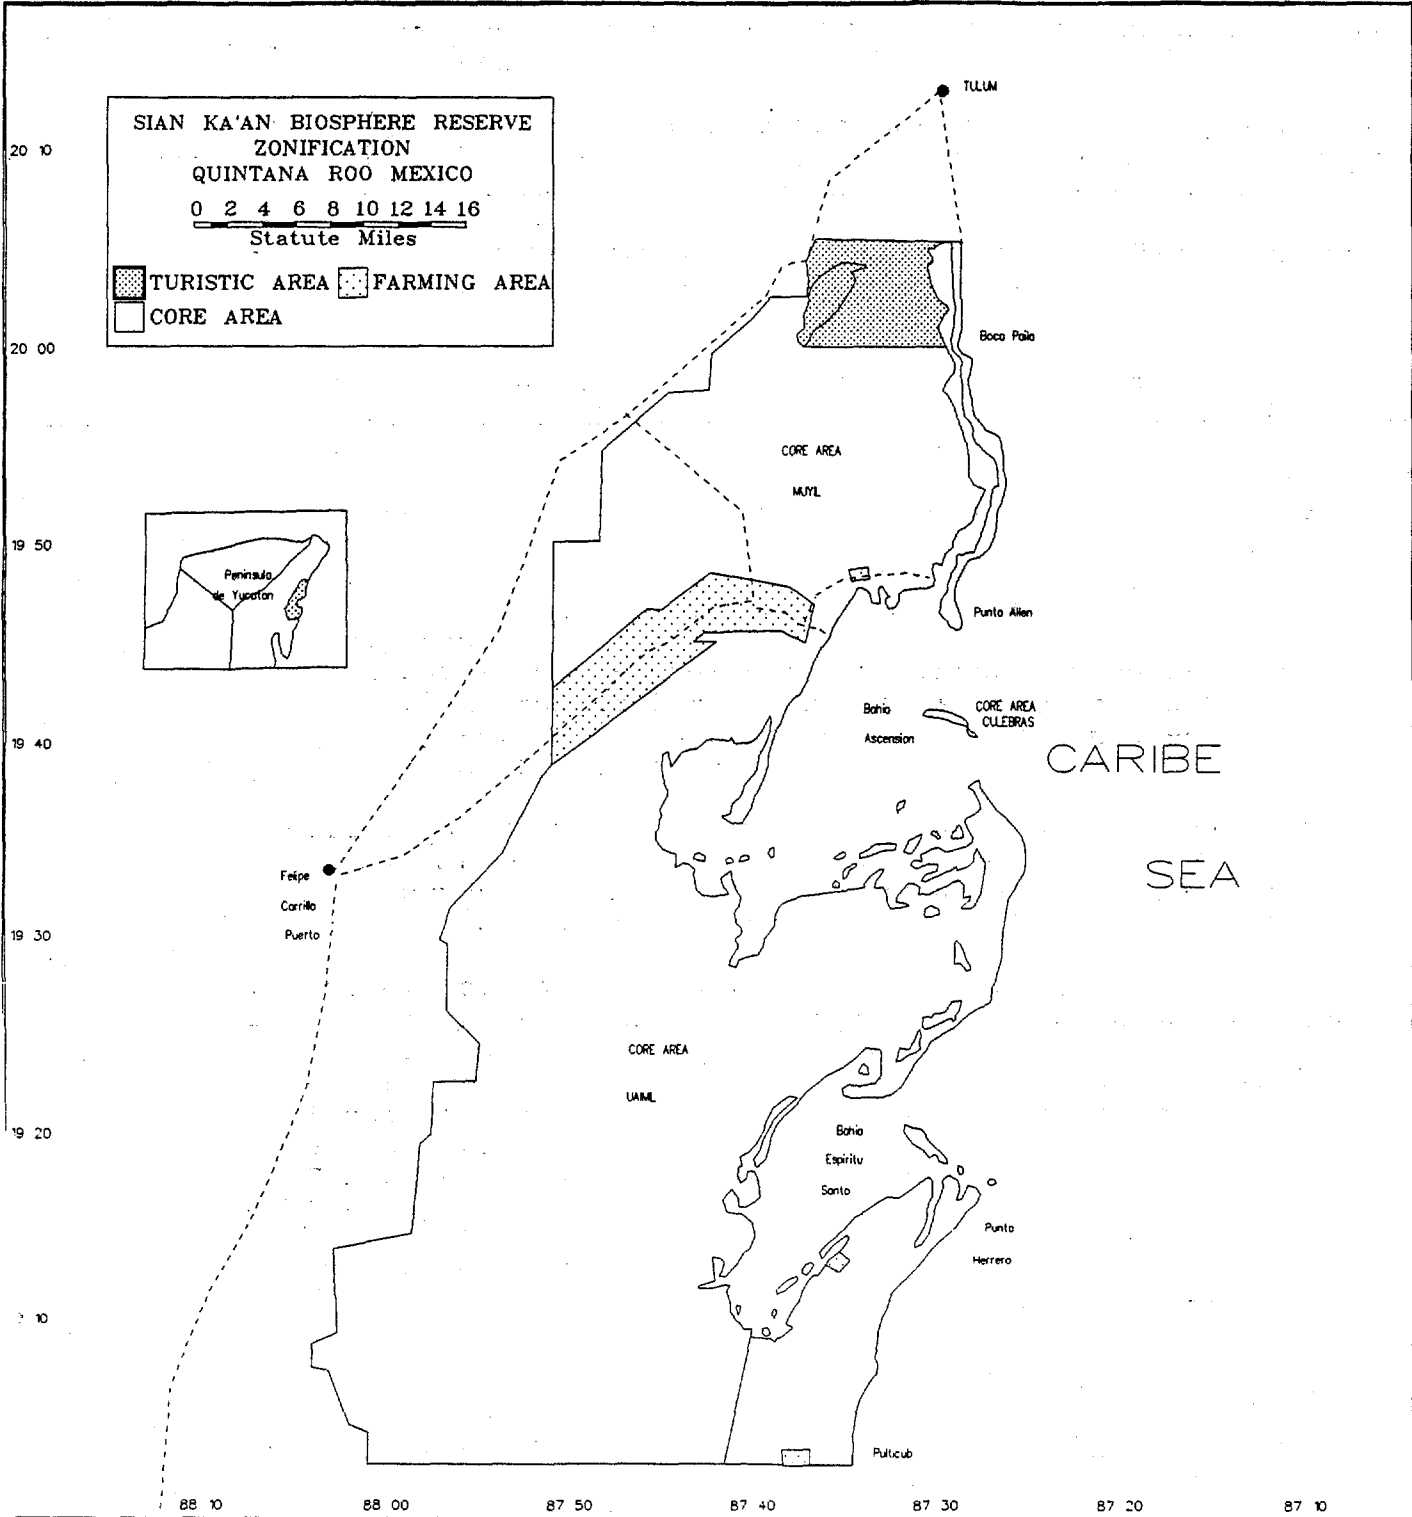 SIAN KA'AN BIOSPHERE RESERVE
ZONIFICATION
QUINTANA ROO MEXICO
0 2 4 6 8 10 12 14 16
Statute Miles
TURISTIC AREA FARMING AREA
CORE AREA
TULUM
20 10
20 00
Boca Paila
CORE AREA
MUYIL
19 50
Peninsula
de Yucatan
Punta Allen
Bahia
Ascension
CORE AREA
CULEBRAS
19 40
CARIBE
SEA
Felipe
Carrillo
Puerto
19 30
CORE AREA
UAIMIL
19 20
Bahia
Espiritu
Santo
Punta
Herrero
10
Pulticub
88 10 88 00 87 50 87 40 87 30 87 20 87 10